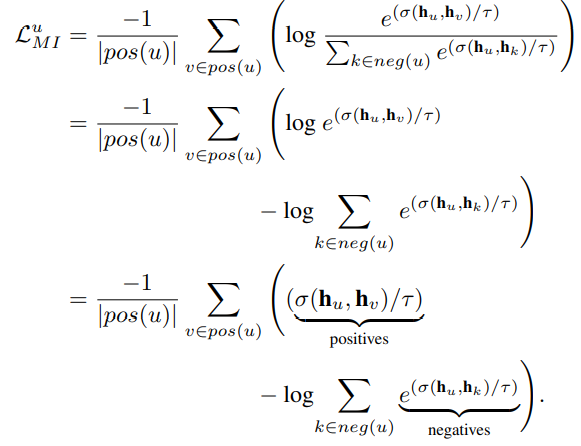 $\mathcal{L}_{MI}^{u} = \frac{-1}{|pos(u)|} \sum_{v \in pos(u)} \left( \log \frac{e^{(\sigma(\mathbf{h}_u, \mathbf{h}_v)/\tau)}}{\sum_{k \in neg(u)} e^{(\sigma(\mathbf{h}_u, \mathbf{h}_k)/\tau)}} \right)$
$= \frac{-1}{|pos(u)|} \sum_{v \in pos(u)} \left( \log e^{(\sigma(\mathbf{h}_u, \mathbf{h}_v)/\tau)} \right.$
$\left. - \log \sum_{k \in neg(u)} e^{(\sigma(\mathbf{h}_u, \mathbf{h}_k)/\tau)} \right)$
$= \frac{-1}{|pos(u)|} \sum_{v \in pos(u)} \left( \underbrace{(\sigma(\mathbf{h}_u, \mathbf{h}_v)/\tau)}_{\text{positives}} \right.$
$\left. - \log \sum_{k \in neg(u)} \underbrace{e^{(\sigma(\mathbf{h}_u, \mathbf{h}_k)/\tau)}}_{\text{negatives}} \right).$